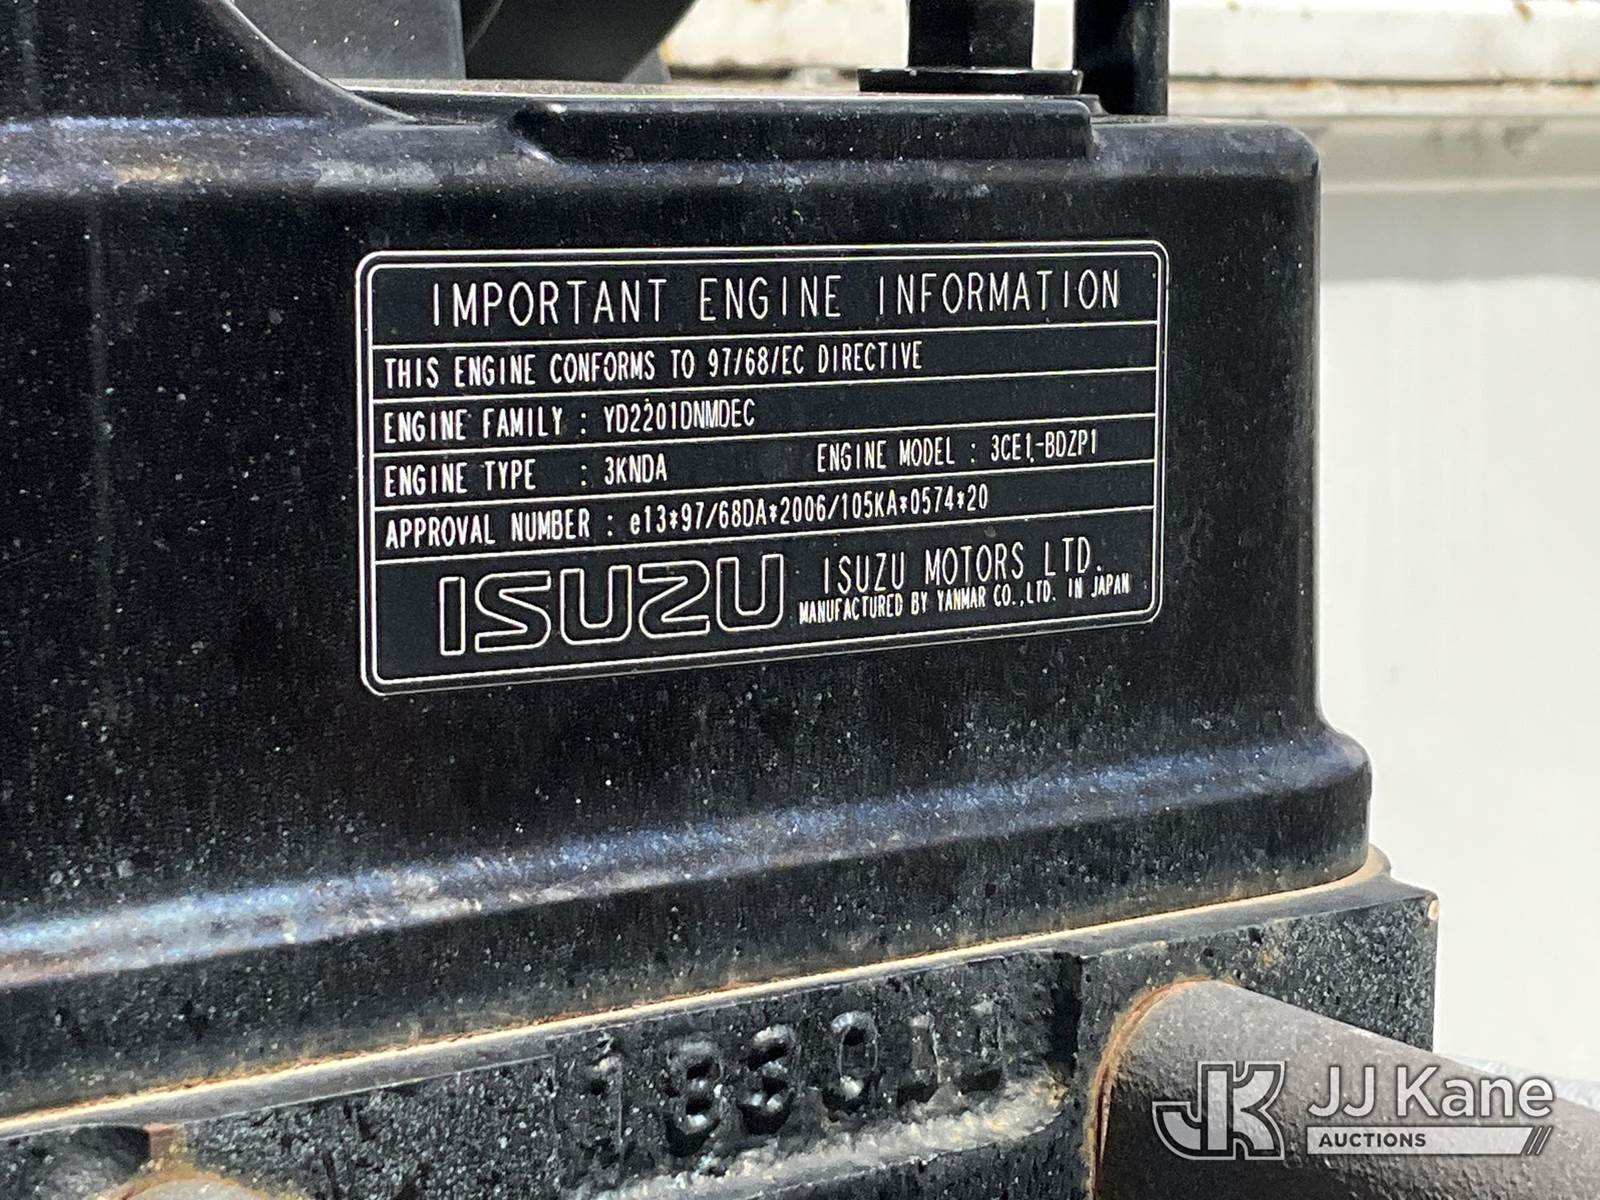 IMPORTANT ENGINE INFORMATION
THIS ENGINE CONFORMS TO 97/68/EC DIRECTIVE
ENGINE FAMILY : YD2201DNMDEC
ENGINE TYPE : 3KNDA ENGINE MODEL : 3CE1-BDZP1
APPROVAL NUMBER : e13*97/68DA*2006/105KA*0574*20
ISUZU ISUZU MOTORS LTD.
MANUFACTURED BY YANMAR CO.,LTD. IN JAPAN
JK JJ Kane
AUCTIONS